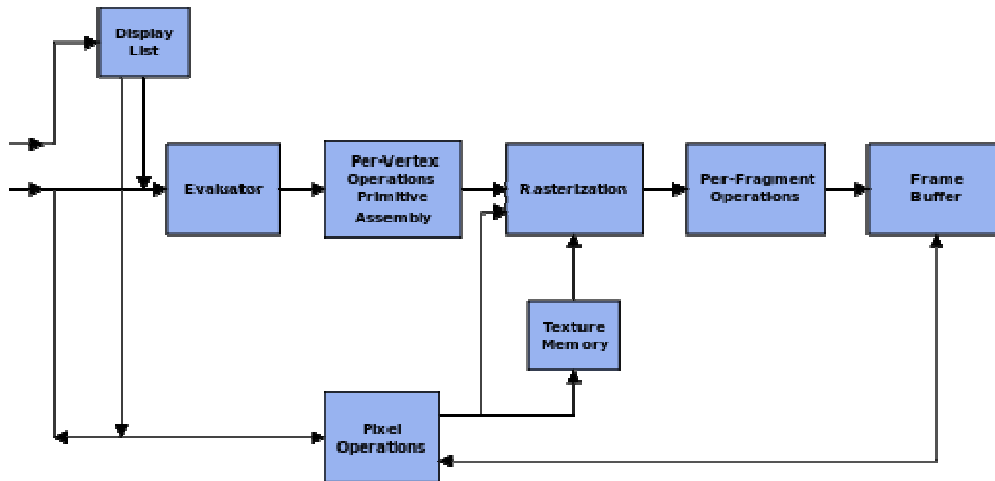 Display
List
Evaluator
Per-Vertex
Operations
Primitive
Assembly
Rasterization
Per-Fragment
Operations
Frame
Buffer
Texture
Memory
Pixel
Operations